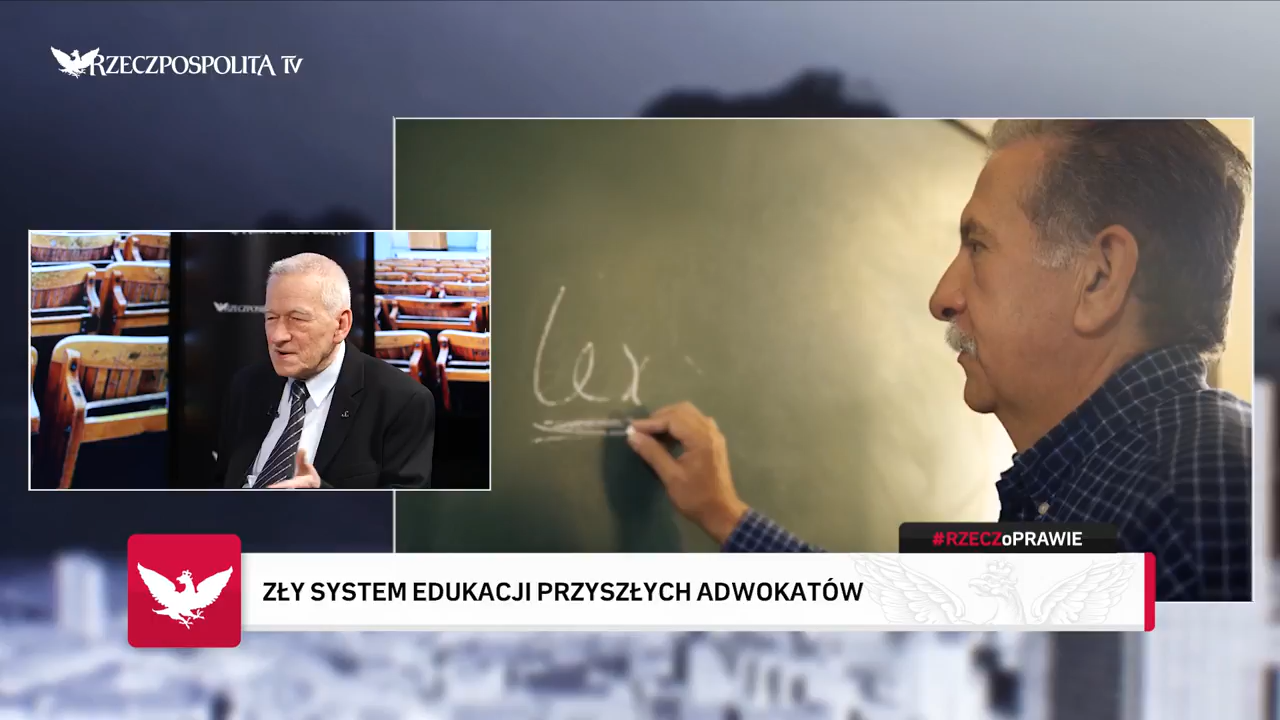 RZECZPOSPOLITA TV
lex
#RZECZoPRAWIE
ZŁY SYSTEM EDUKACJI PRZYSZŁYCH ADWOKATÓW